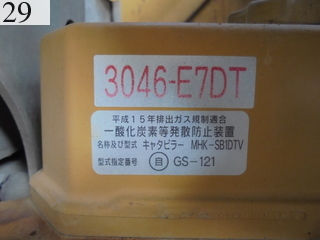 29
3046-E7DT
平成15年排出ガス規制適合
一酸化炭素等発散防止装置
名称及び型式 キャタピラー MHK-SB1DTV
型式指定番号 自 GS-121